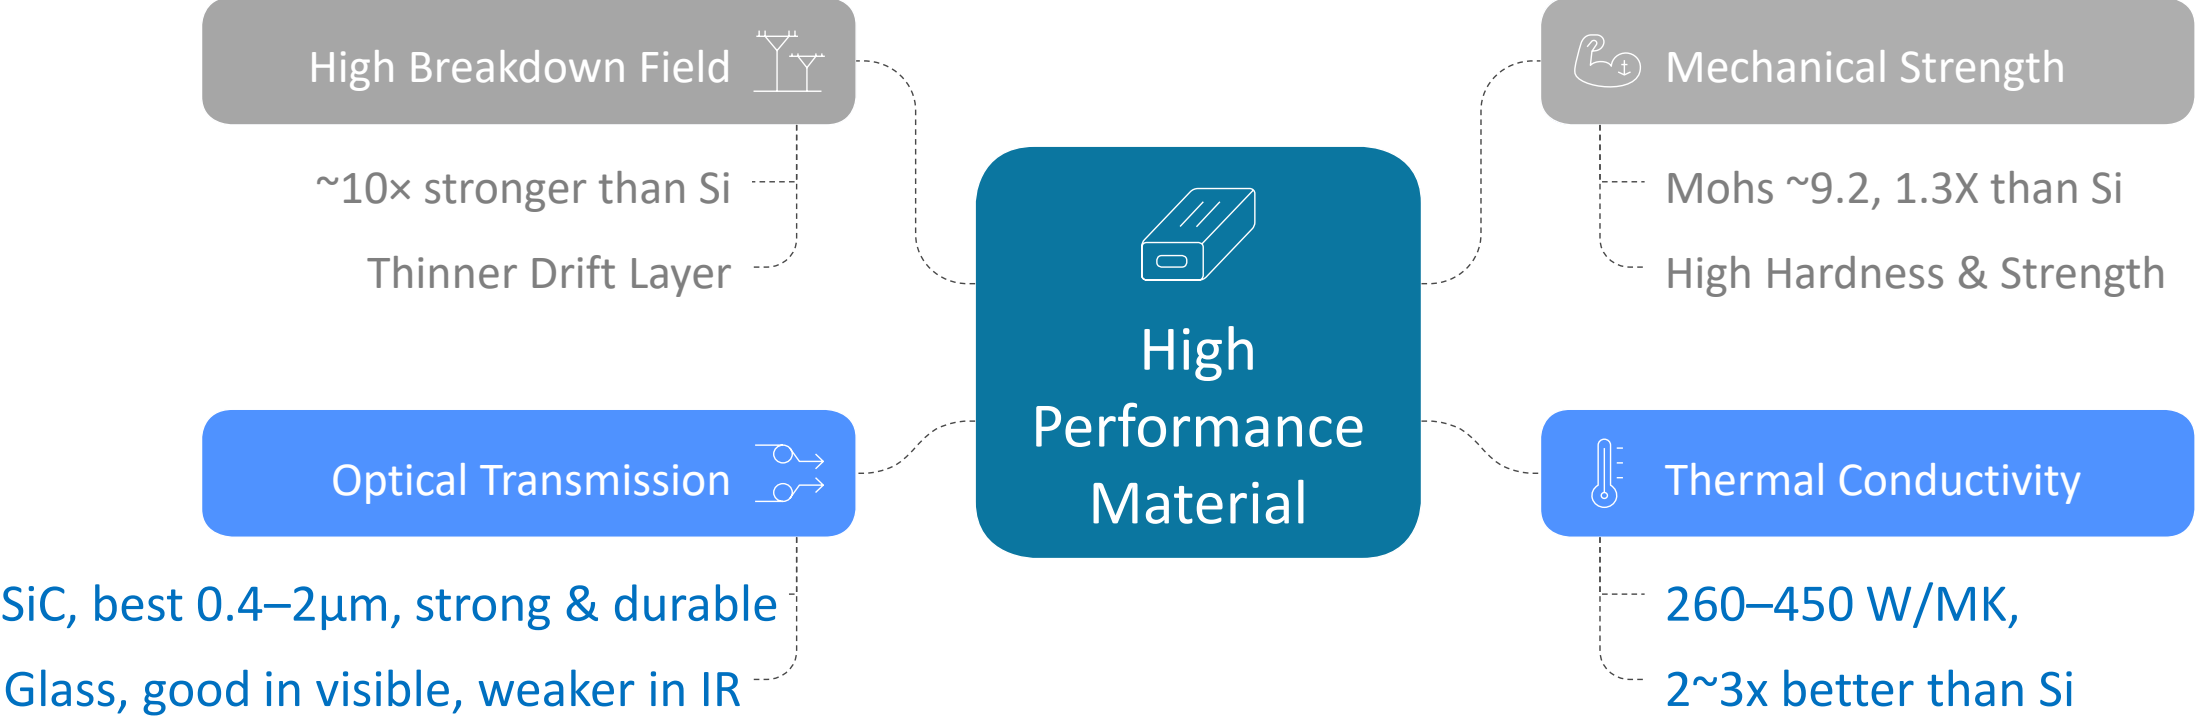 High Breakdown Field
~10× stronger than Si
Thinner Drift Layer
Mechanical Strength
Mohs ~9.2, 1.3X than Si
High Hardness & Strength
High
Performance
Material
Optical Transmission
SiC, best 0.4–2µm, strong & durable
Glass, good in visible, weaker in IR
Thermal Conductivity
260–450 W/MK,
2~3x better than Si